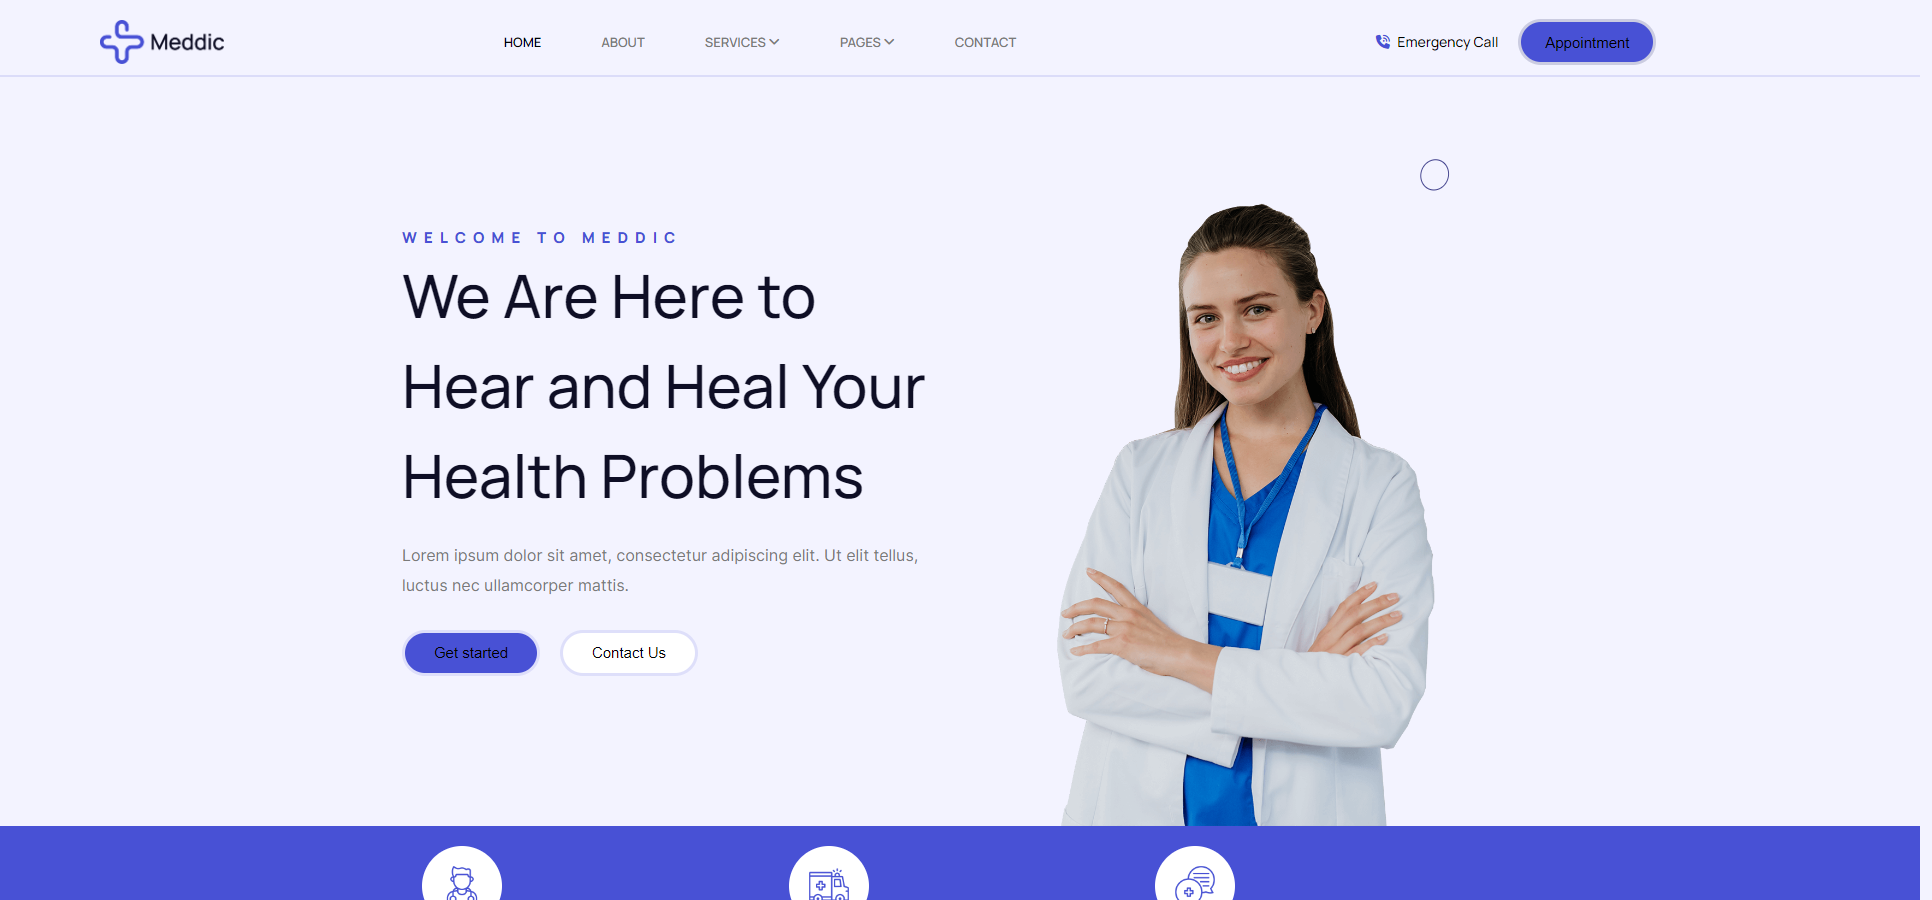 Meddic
HOME
ABOUT
SERVICES
PAGES
CONTACT
Emergency Call
Appointment
WELCOME TO MEDDIC
We Are Here to
Hear and Heal Your
Health Problems
Lorem ipsum dolor sit amet, consectetur adipiscing elit. Ut elit tellus,
luctus nec ullamcorper mattis.
Get started
Contact Us